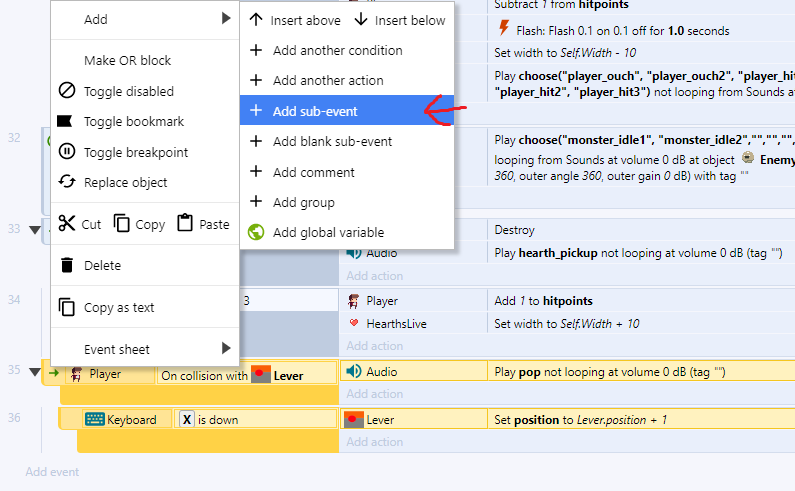 Add
Make OR block
Toggle disabled
Toggle bookmark
Toggle breakpoint
Replace object
Cut Copy Paste
Delete
Copy as text
Event sheet
Insert above Insert below
Add another condition
Add another action
Add sub-event
Add blank sub-event
Add comment
Add group
Add global variable
Subtract 1 from hitpoints
Flash: Flash 0.1 on 0.1 off for 1.0 seconds
Set width to Self.Width - 10
Play choose("player_ouch", "player_ouch2", "player_hit
"player_hit2", "player_hit3") not looping from Sounds at
32
Play choose("monster_idle1", "monster_idle2","","","",
looping from Sounds at volume 0 dB at object Enemy
360, outer angle 360, outer gain 0 dB) with tag ""
33
Destroy
Audio Play hearth_pickup not looping at volume 0 dB (tag "")
Add action
34 3 Player Add 1 to hitpoints
HearthsLive Set width to Self.Width + 10
Add action
35 Player On collision with Lever Audio Play pop not looping at volume 0 dB (tag "")
Add action
36 Keyboard X is down Lever Set position to Lever.position + 1
Add action
Add event